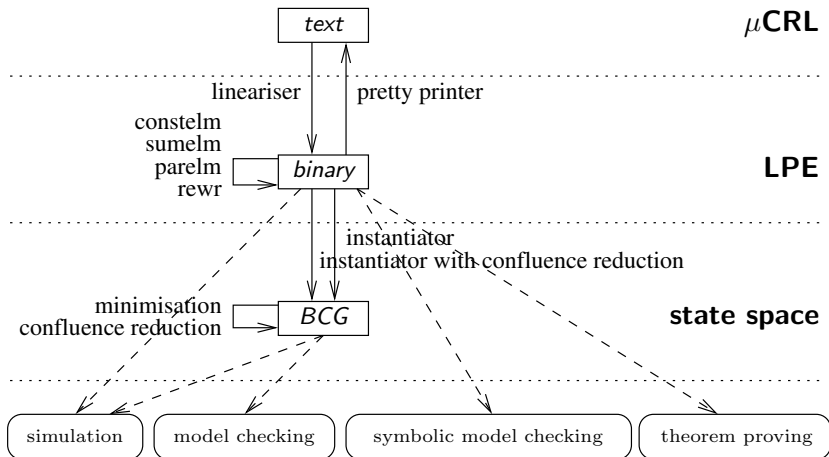 text
μCRL
lineariser
pretty printer
constelm
sumelm
parelm
rewr
binary
LPE
instantiator
instantiator with confluence reduction
minimisation
confluence reduction
BCG
state space
simulation
model checking
symbolic model checking
theorem proving